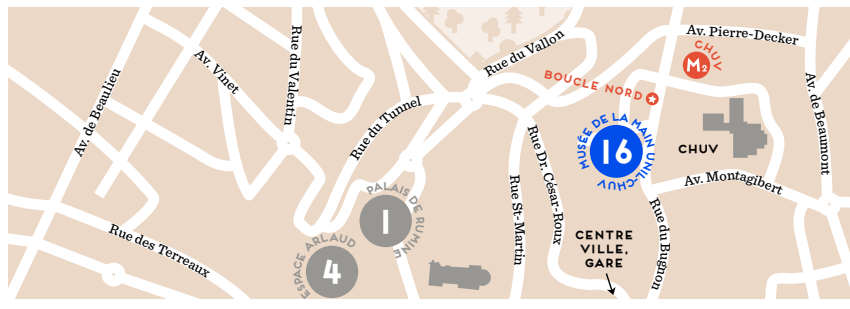 Av. de Beaulieu
Av. Vinet
Rue du Valentin
Rue du Tunnel
Rue du Vallon
Av. Pierre-Decker
CHUV
M2
BOUCLE NORD
MUSÉE DE LA MAIN UNIL-CHUV
16
CHUV
Av. de Beaumont
Av. Montagibert
Rue du Bugnon
Rue Dr. César-Roux
Rue St-Martin
CENTRE
VILLE,
GARE
PALAIS DE RUMINE
1
ESPACE ARLAUD
4
Rue des Terreaux